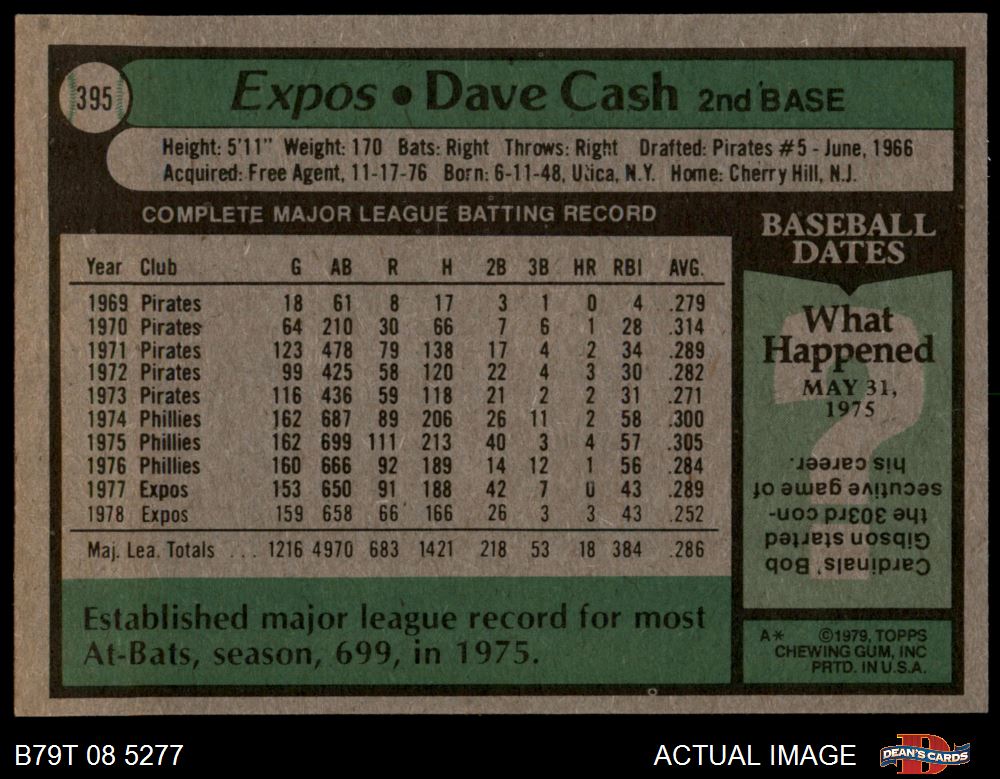 395
Expos • Dave Cash 2nd BASE
Height: 5'11" Weight: 170 Bats: Right Throws: Right Drafted: Pirates #5 - June, 1966
Acquired: Free Agent, 11-17-76 Born: 6-11-48, Utica, N.Y. Home: Cherry Hill, N.J.
COMPLETE MAJOR LEAGUE BATTING RECORD
Year Club G AB R H 2B 3B HR RBI AVG.
1969 Pirates 18 61 8 17 3 1 0 4 .279
1970 Pirates 64 210 30 66 7 6 1 28 .314
1971 Pirates 123 478 79 138 17 4 2 34 .289
1972 Pirates 99 425 58 120 22 4 3 30 .282
1973 Pirates 116 436 59 118 21 2 2 31 .271
1974 Phillies 162 687 89 206 26 11 2 58 .300
1975 Phillies 162 699 111 213 40 3 4 57 .305
1976 Phillies 160 666 92 189 14 12 1 56 .284
1977 Expos 153 650 91 188 42 7 0 43 .289
1978 Expos 159 658 66 166 26 3 3 43 .252
Maj. Lea. Totals ... 1216 4970 683 1421 218 53 18 384 .286
Established major league record for most
At-Bats, season, 699, in 1975.
BASEBALL
DATES
What
Happened
MAY 31,
1975
Cardinals' Bob
Gibson started
the 303rd con-
secutive game of
his career.
A* ©1979, TOPPS
CHEWING GUM, INC
PRTD. IN U.S.A.
B79T 08 5277
ACTUAL IMAGE
DEAN'S CARDS